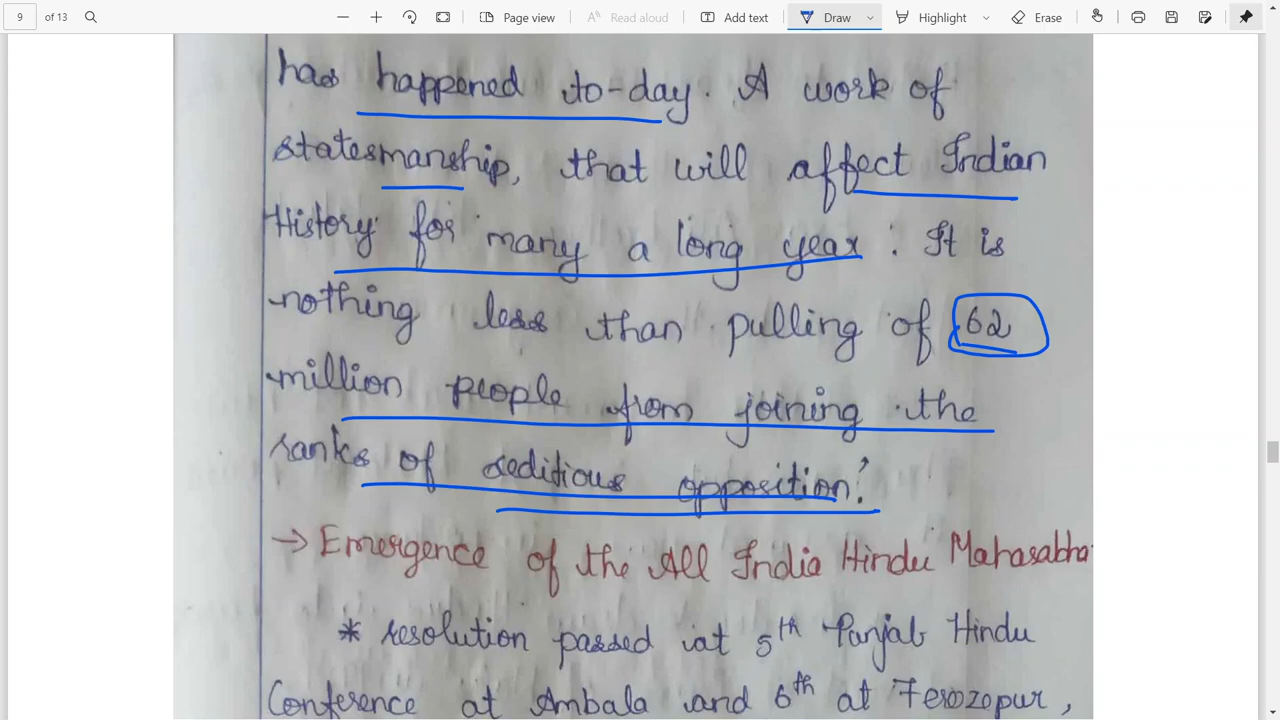 9 of 13 Page view Read aloud Add text Draw Highlight Erase
has happened to-day. A work of
statesmanship, that will affect Indian
History for many a long year : It is
nothing less than pulling of 62
million people from joining the
ranks of seditious opposition!'
→ Emergence of the All India Hindu Mahasabha
* resolution passed at 5th Punjab Hindu
Conference at Ambala and 6th at Ferozepur,